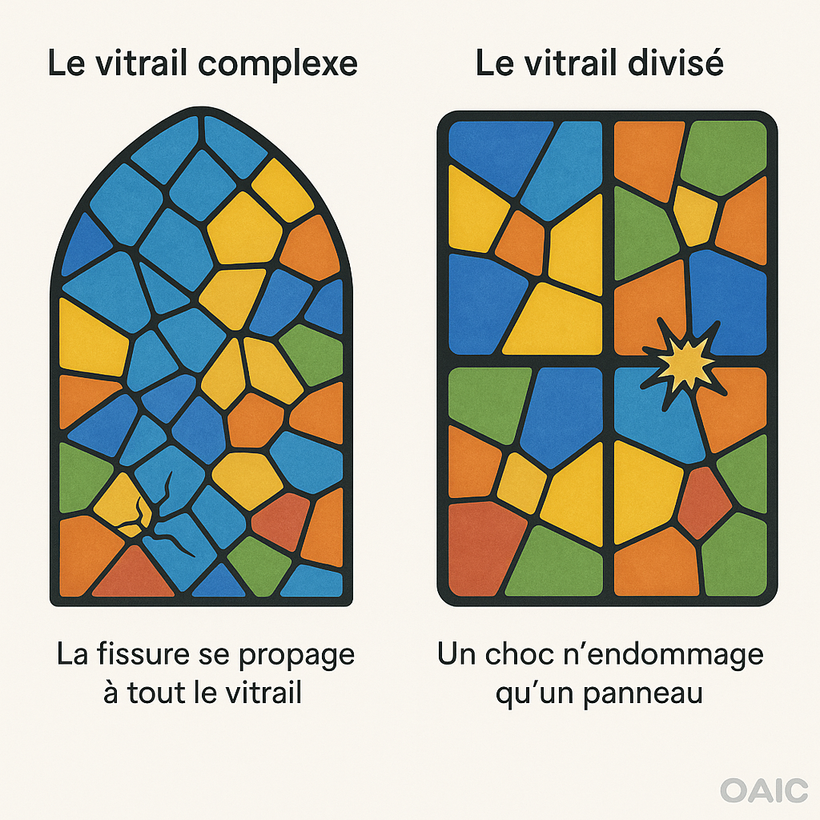 Le vitrail complexe
Le vitrail divisé
La fissure se propage
à tout le vitrail
Un choc n’endommage
qu’un panneau
OAIC